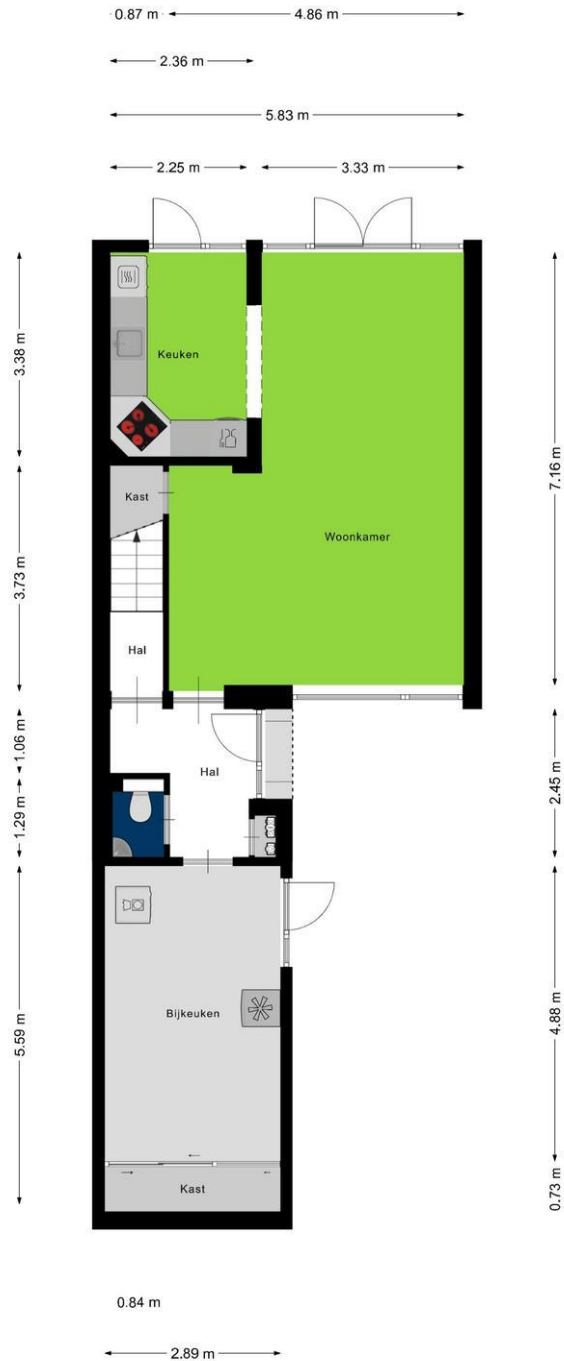 0.87 m
4.86 m
2.36 m
5.83 m
2.25 m
3.33 m
3.38 m
Keuken
7.16 m
Kast
Woonkamer
3.73 m
Hal
1.06 m
Hal
2.45 m
1.29 m
Bijkeuken
5.59 m
4.88 m
Kast
0.73 m
0.84 m
2.89 m